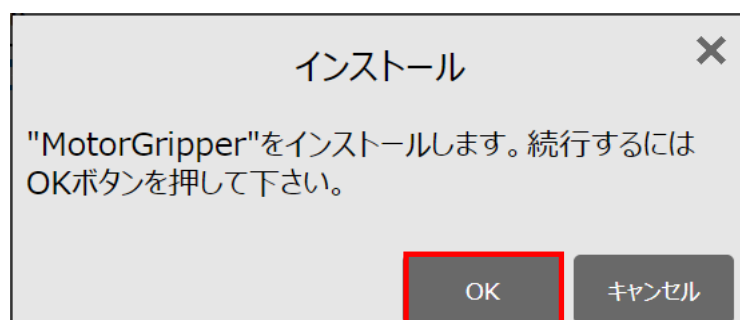 インストール
"MotorGripper"をインストールします。続行するには
OKボタンを押して下さい。
OK
キャンセル